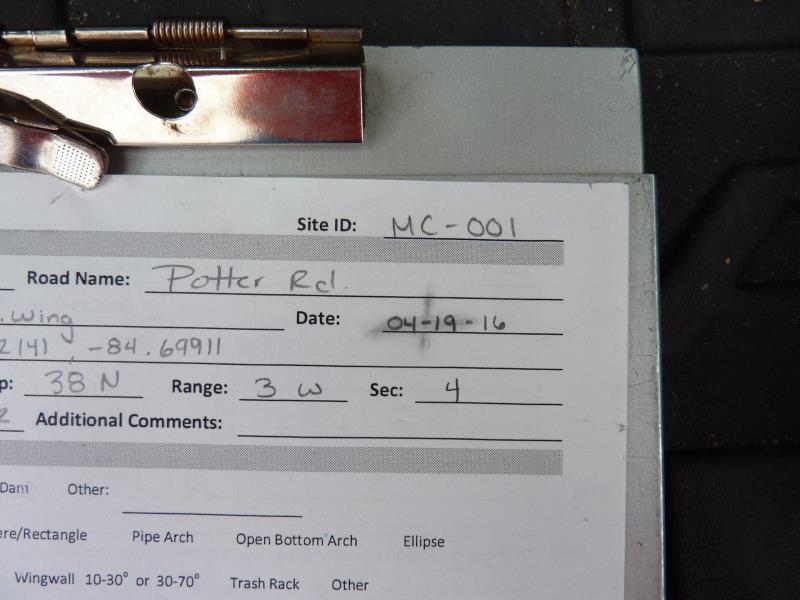 Site ID: MC-001
Road Name: Potter Rd.
. Wing Date: 04-19-16
2141, -84.69911
p: 38 N Range: 3 W Sec: 4
Additional Comments:
Dam Other:
re/Rectangle Pipe Arch Open Bottom Arch Ellipse
Wingwall 10-30° or 30-70° Trash Rack Other